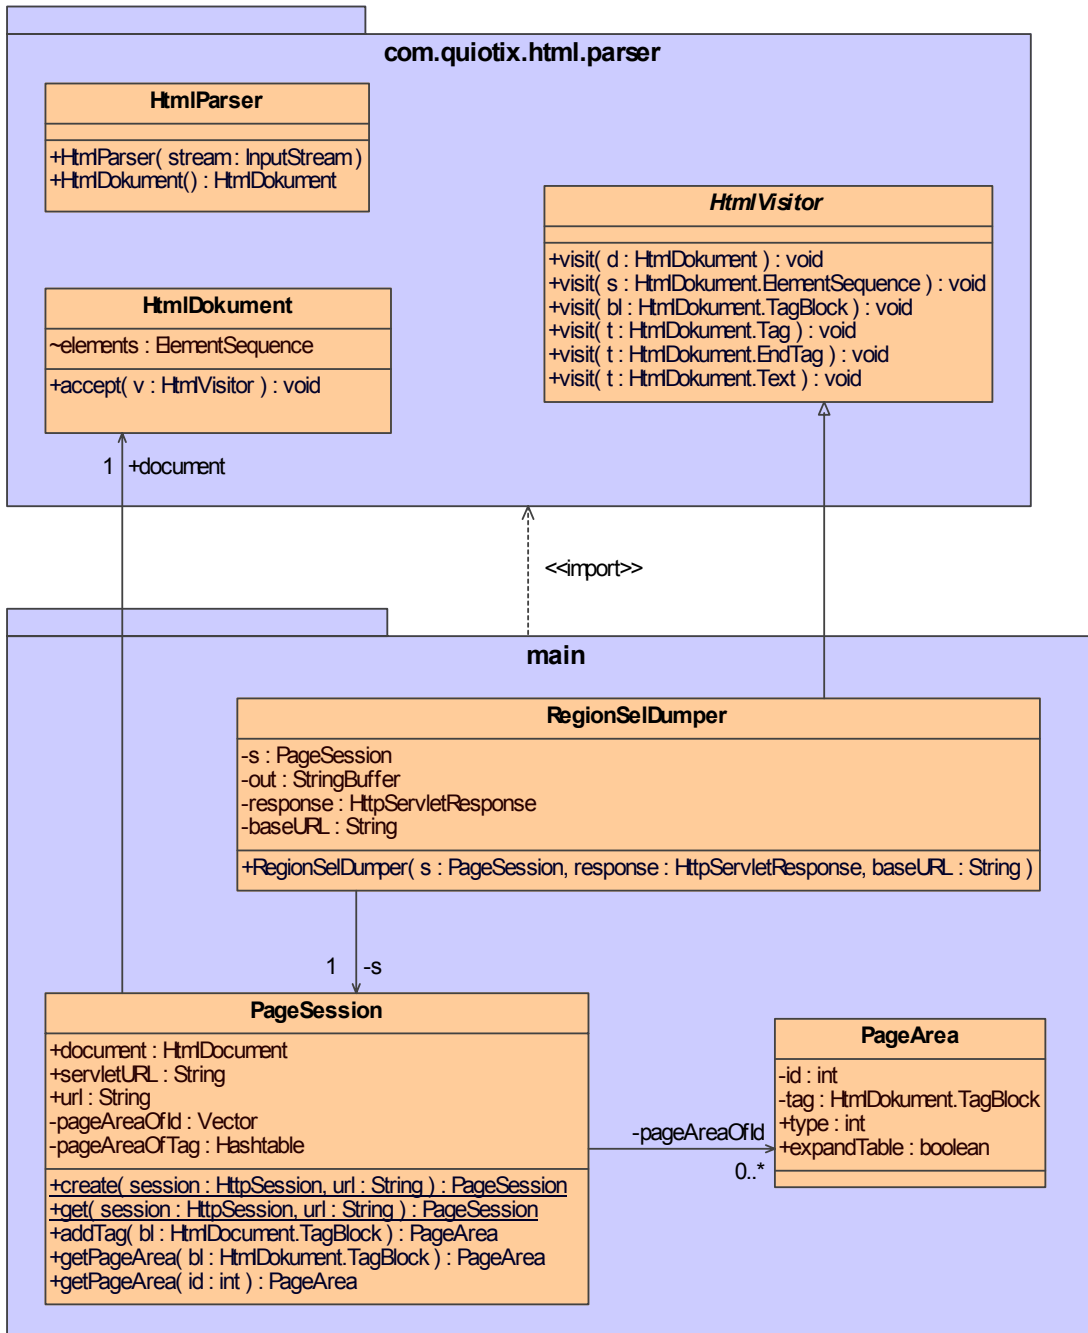 com.quiotix.html.parser
HtmlParser
+HtmlParser( stream : InputStream )
+HtmlDokument() : HtmlDokument
HtmlVisitor
+visit( d : HtmlDokument ) : void
+visit( s : HtmlDokument.ElementSequence ) : void
+visit( bl : HtmlDokument.TagBlock ) : void
+visit( t : HtmlDokument.Tag ) : void
+visit( t : HtmlDokument.EndTag ) : void
+visit( t : HtmlDokument.Text ) : void
HtmlDokument
~elements : ElementSequence
+accept( v : HtmlVisitor ) : void
1 +document
<<import>>
main
RegionSelDumper
-s : PageSession
-out : StringBuffer
-response : HttpServletResponse
-baseURL : String
+RegionSelDumper( s : PageSession, response : HttpServletResponse, baseURL : String )
1 -s
PageSession
+document : HtmlDocument
+servletURL : String
+url : String
-pageAreaOfId : Vector
-pageAreaOfTag : Hashtable
+create( session : HttpSession, url : String ) : PageSession
+get( session : HttpSession, url : String ) : PageSession
+addTag( bl : HtmlDocument.TagBlock ) : PageArea
+getPageArea( bl : HtmlDokument.TagBlock ) : PageArea
+getPageArea( id : int ) : PageArea
-pageAreaOfId
0..*
PageArea
-id : int
-tag : HtmlDokument.TagBlock
+type : int
+expandTable : boolean